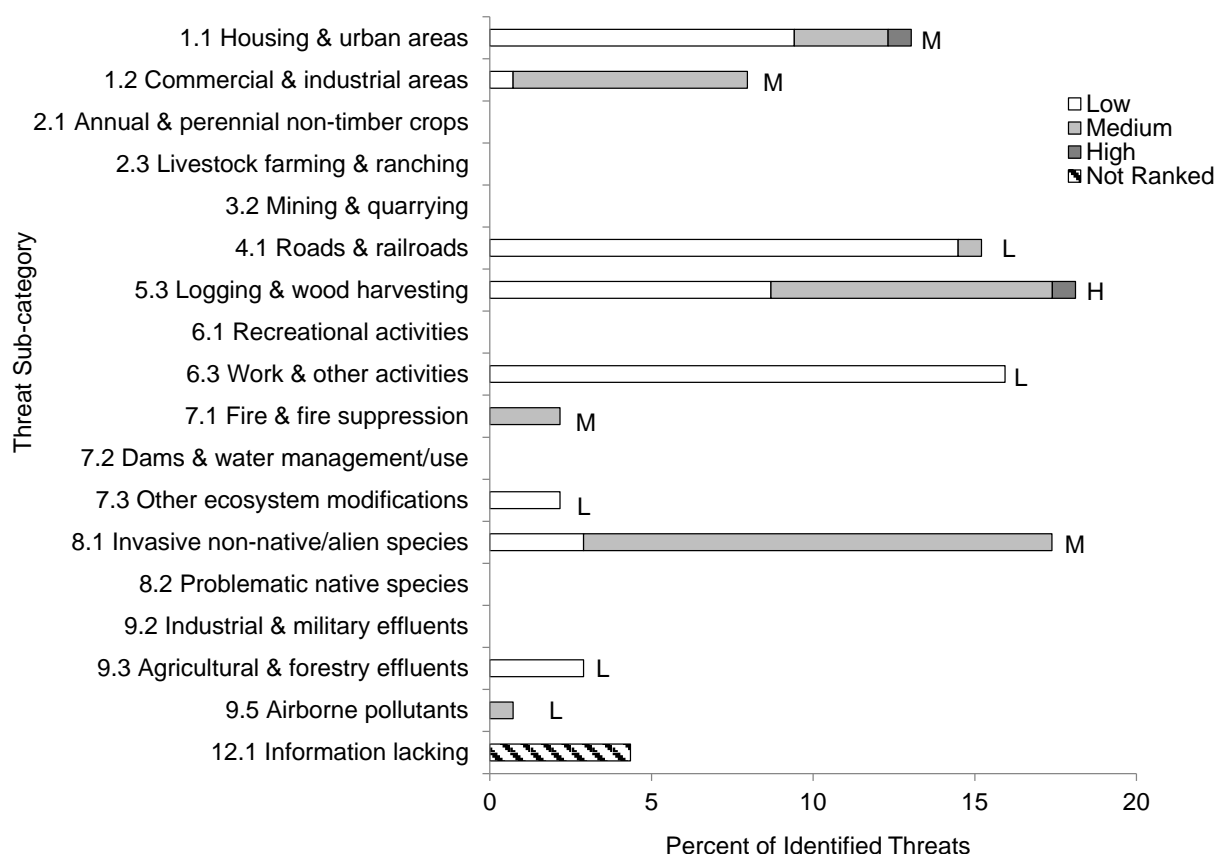 1.1 Housing & urban areas M
1.2 Commercial & industrial areas M
2.1 Annual & perennial non-timber crops
2.3 Livestock farming & ranching
3.2 Mining & quarrying
4.1 Roads & railroads L
5.3 Logging & wood harvesting H
6.1 Recreational activities
6.3 Work & other activities L
7.1 Fire & fire suppression M
7.2 Dams & water management/use
7.3 Other ecosystem modifications L
8.1 Invasive non-native/alien species M
8.2 Problematic native species
9.2 Industrial & military effluents
9.3 Agricultural & forestry effluents L
9.5 Airborne pollutants L
12.1 Information lacking
Threat Sub-category
Low
Medium
High
Not Ranked
0 5 10 15 20
Percent of Identified Threats